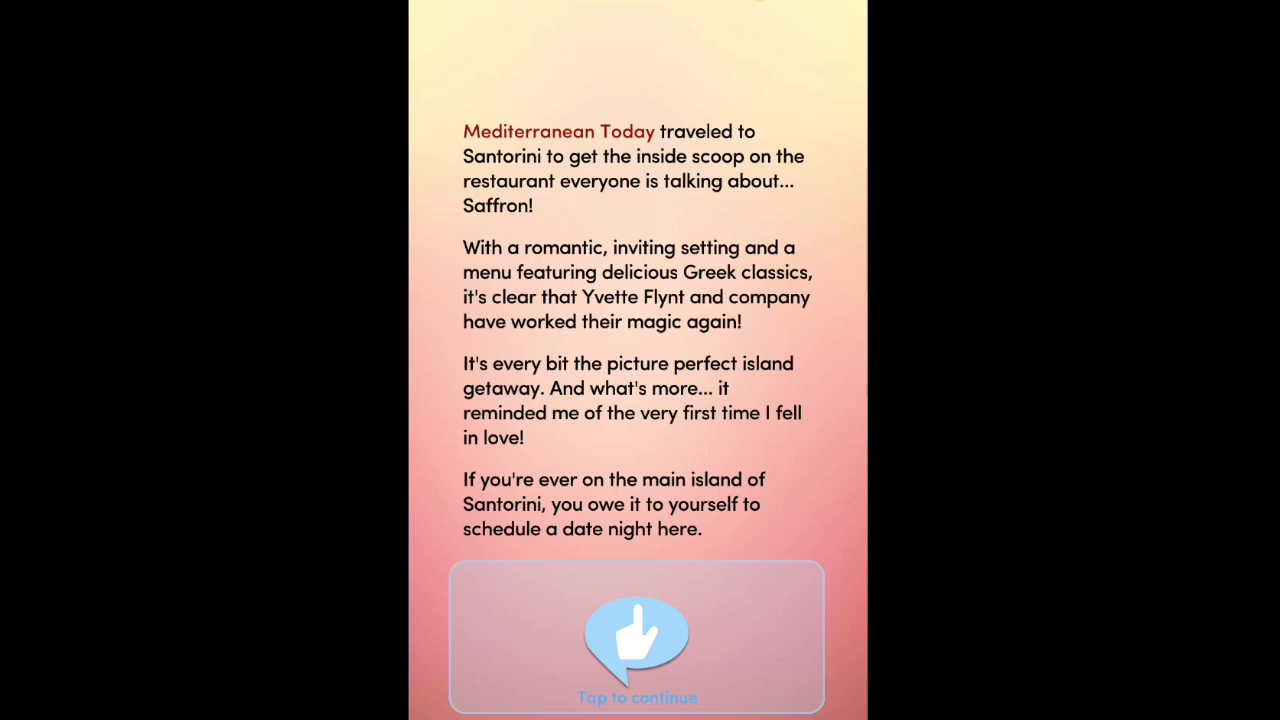 Mediterranean Today traveled to
Santorini to get the inside scoop on the
restaurant everyone is talking about...
Saffron!
With a romantic, inviting setting and a
menu featuring delicious Greek classics,
it's clear that Yvette Flynt and company
have worked their magic again!
It's every bit the picture perfect island
getaway. And what's more... it
reminded me of the very first time I fell
in love!
If you're ever on the main island of
Santorini, you owe it to yourself to
schedule a date night here.
Tap to continue